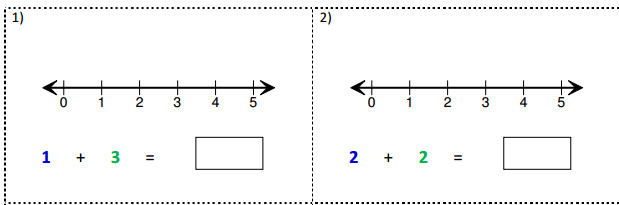 1)
0 1 2 3 4 5
1 + 3 =
2)
0 1 2 3 4 5
2 + 2 =